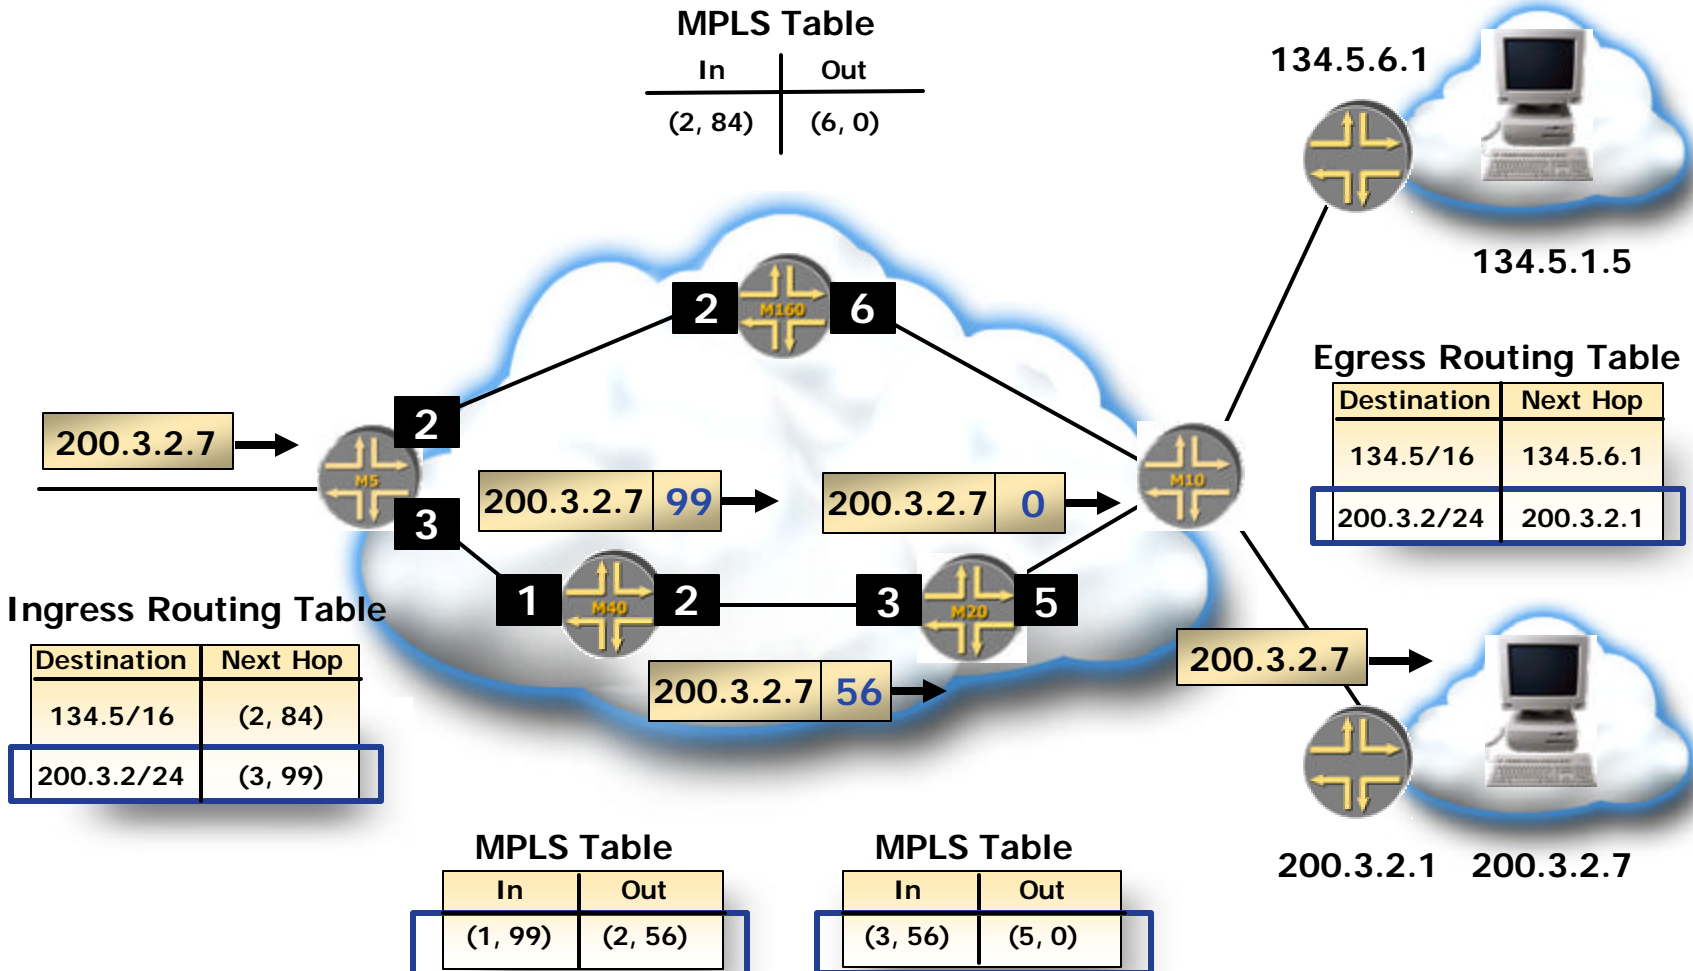 MPLS Table
In Out
(2, 84) (6, 0)
134.5.6.1
134.5.1.5
2 M160 6
Egress Routing Table
Destination Next Hop
134.5/16 134.5.6.1
200.3.2/24 200.3.2.1
200.3.2.7
2
M5
3
200.3.2.7 99
200.3.2.7 0
M10
1 M40 2
3 M20 5
200.3.2.7 56
200.3.2.7
Ingress Routing Table
Destination Next Hop
134.5/16 (2, 84)
200.3.2/24 (3, 99)
200.3.2.1 200.3.2.7
MPLS Table
In Out
(1, 99) (2, 56)
MPLS Table
In Out
(3, 56) (5, 0)